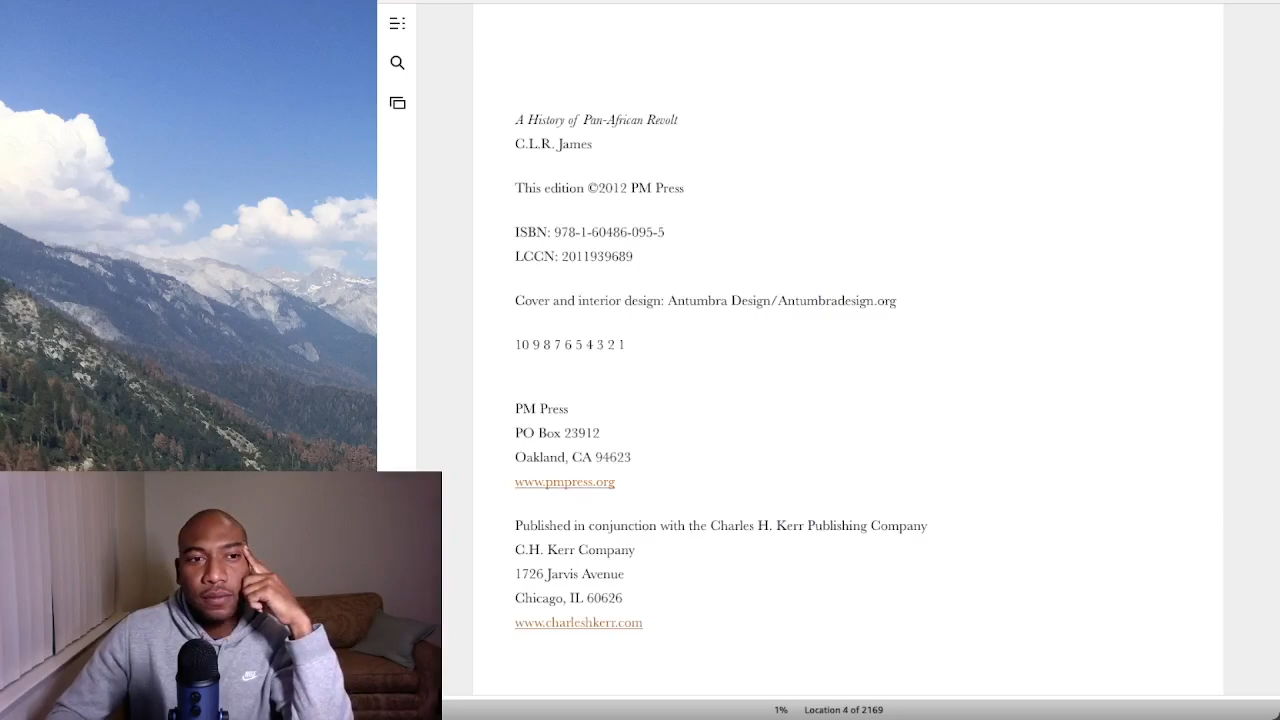 A History of Pan-African Revolt
C.L.R. James
This edition ©2012 PM Press
ISBN: 978-1-60486-095-5
LCCN: 2011939689
Cover and interior design: Antumbra Design/Antumbradesign.org
10 9 8 7 6 5 4 3 2 1
PM Press
PO Box 23912
Oakland, CA 94623
www.pmpress.org
Published in conjunction with the Charles H. Kerr Publishing Company
C.H. Kerr Company
1726 Jarvis Avenue
Chicago, IL 60626
www.charleshkerr.com
NIKE
1% Location 4 of 2169